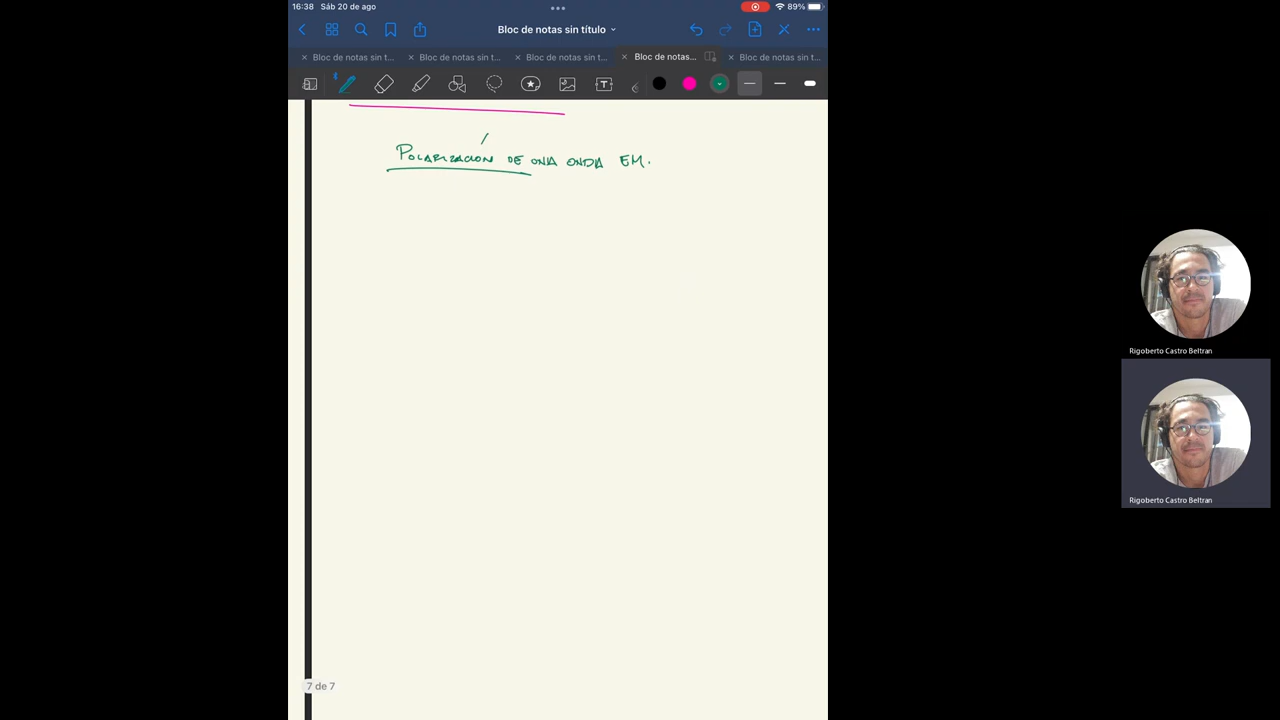 16:38 Sáb 20 de ago
89%
Bloc de notas sin título
Bloc de notas sin t...
Bloc de notas sin t...
Bloc de notas sin t...
Bloc de notas...
Bloc de notas sin t...
POLARIZACIÓN DE UNA ONDA EM.
Rigoberto Castro Beltran
Rigoberto Castro Beltran
7 de 7